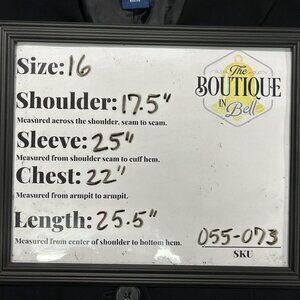 Size: 16
The
BOUTIQUE
IN
Bell
Shoulder: 17.5"
Measured across the shoulder, seam to seam.
Sleeve: 25"
Measured from shoulder seam to cuff hem.
Chest: 22"
Measured from armpit to armpit.
Length: 25.5"
Measured from center of shoulder to bottom hem.
055-073
SKU